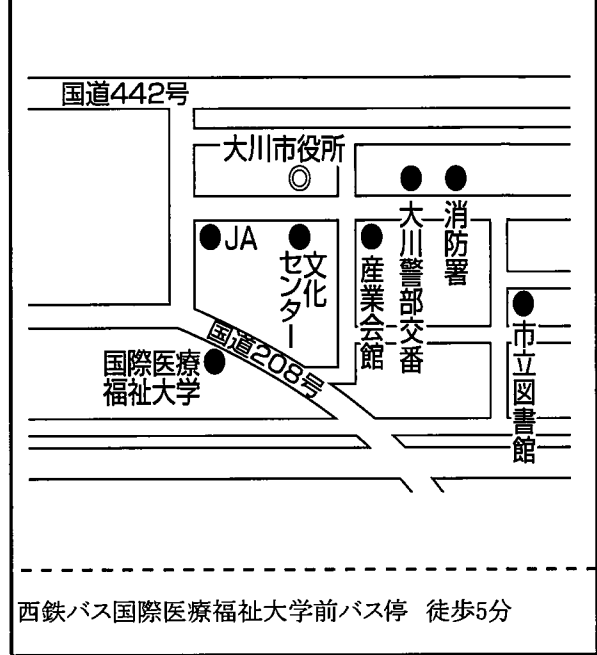 国道442号
大川市役所
JA
文化
センター
産業会館
大川警部交番
消防署
市立図書館
国道208号
国際医療
福祉大学
西鉄バス国際医療福祉大学前バス停 徒歩5分